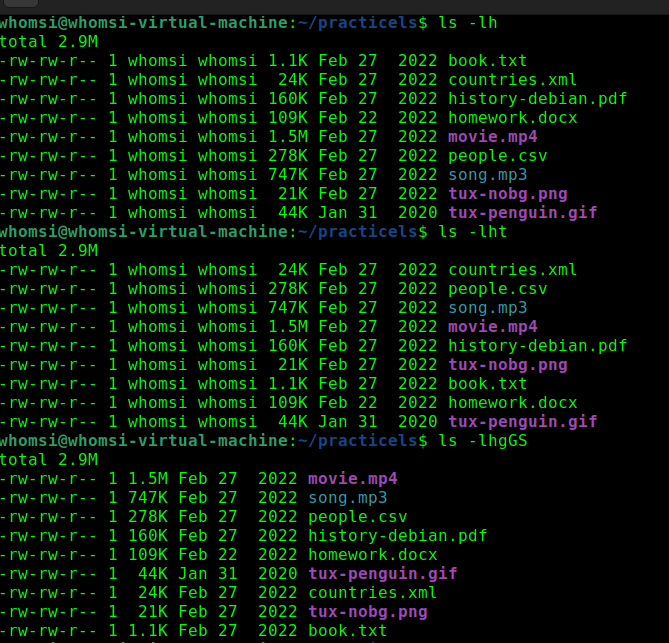 whomsi@whomsi-virtual-machine:~/practicels$ ls -lh
total 2.9M
-rw-rw-r-- 1 whomsi whomsi 1.1K Feb 27  2022 book.txt
-rw-rw-r-- 1 whomsi whomsi  24K Feb 27  2022 countries.xml
-rw-rw-r-- 1 whomsi whomsi 160K Feb 27  2022 history-debian.pdf
-rw-rw-r-- 1 whomsi whomsi 109K Feb 22  2022 homework.docx
-rw-rw-r-- 1 whomsi whomsi 1.5M Feb 27  2022 movie.mp4
-rw-rw-r-- 1 whomsi whomsi 278K Feb 27  2022 people.csv
-rw-rw-r-- 1 whomsi whomsi 747K Feb 27  2022 song.mp3
-rw-rw-r-- 1 whomsi whomsi  21K Feb 27  2022 tux-nobg.png
-rw-rw-r-- 1 whomsi whomsi  44K Jan 31  2020 tux-penguin.gif
whomsi@whomsi-virtual-machine:~/practicels$ ls -lht
total 2.9M
-rw-rw-r-- 1 whomsi whomsi  24K Feb 27  2022 countries.xml
-rw-rw-r-- 1 whomsi whomsi 278K Feb 27  2022 people.csv
-rw-rw-r-- 1 whomsi whomsi 747K Feb 27  2022 song.mp3
-rw-rw-r-- 1 whomsi whomsi 1.5M Feb 27  2022 movie.mp4
-rw-rw-r-- 1 whomsi whomsi 160K Feb 27  2022 history-debian.pdf
-rw-rw-r-- 1 whomsi whomsi  21K Feb 27  2022 tux-nobg.png
-rw-rw-r-- 1 whomsi whomsi 1.1K Feb 27  2022 book.txt
-rw-rw-r-- 1 whomsi whomsi 109K Feb 22  2022 homework.docx
-rw-rw-r-- 1 whomsi whomsi  44K Jan 31  2020 tux-penguin.gif
whomsi@whomsi-virtual-machine:~/practicels$ ls -lhgGS
total 2.9M
-rw-rw-r-- 1 1.5M Feb 27  2022 movie.mp4
-rw-rw-r-- 1 747K Feb 27  2022 song.mp3
-rw-rw-r-- 1 278K Feb 27  2022 people.csv
-rw-rw-r-- 1 160K Feb 27  2022 history-debian.pdf
-rw-rw-r-- 1 109K Feb 22  2022 homework.docx
-rw-rw-r-- 1  44K Jan 31  2020 tux-penguin.gif
-rw-rw-r-- 1  24K Feb 27  2022 countries.xml
-rw-rw-r-- 1  21K Feb 27  2022 tux-nobg.png
-rw-rw-r-- 1 1.1K Feb 27  2022 book.txt